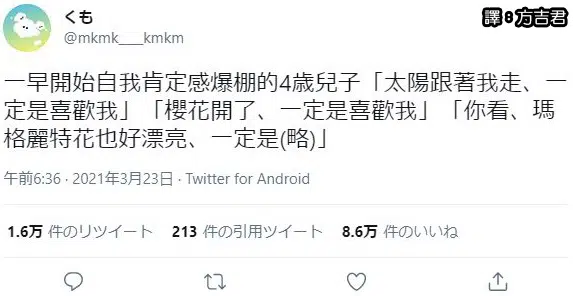 くも
譯8方吉君
@mkmk___kmkm
一早開始自我肯定感爆棚的4歲兒子「太陽跟著我走、一
定是喜歡我」「櫻花開了、一定是喜歡我」「你看、瑪
格麗特花也好漂亮、一定是(略)」
午前6:36 · 2021年3月23日 · Twitter for Android
1.6万 件のリツイート 213 件の引用ツイート 8.6万 件のいいね